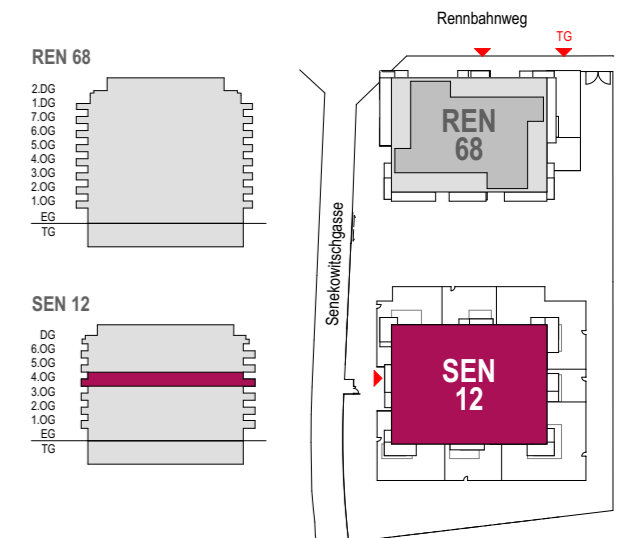 Rennbahnweg
TG
REN 68
2.DG
1.DG
7.OG
6.OG
5.OG
4.OG
3.OG
2.OG
1.OG
EG
TG
REN
68
Senekowitschgasse
SEN 12
DG
6.OG
5.OG
4.OG
3.OG
2.OG
1.OG
EG
TG
SEN
12